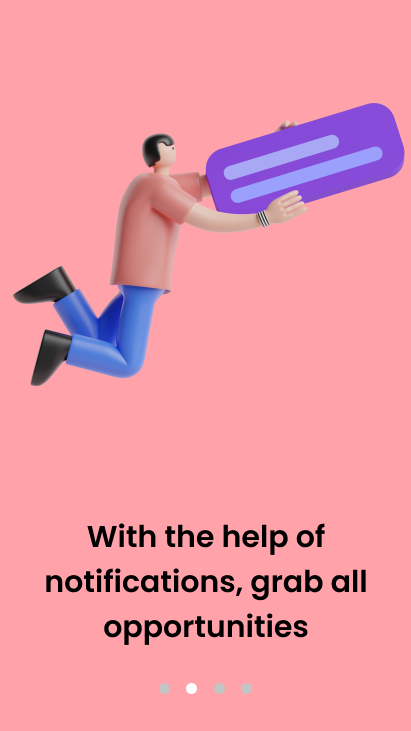 With the help of
notifications, grab all
opportunities